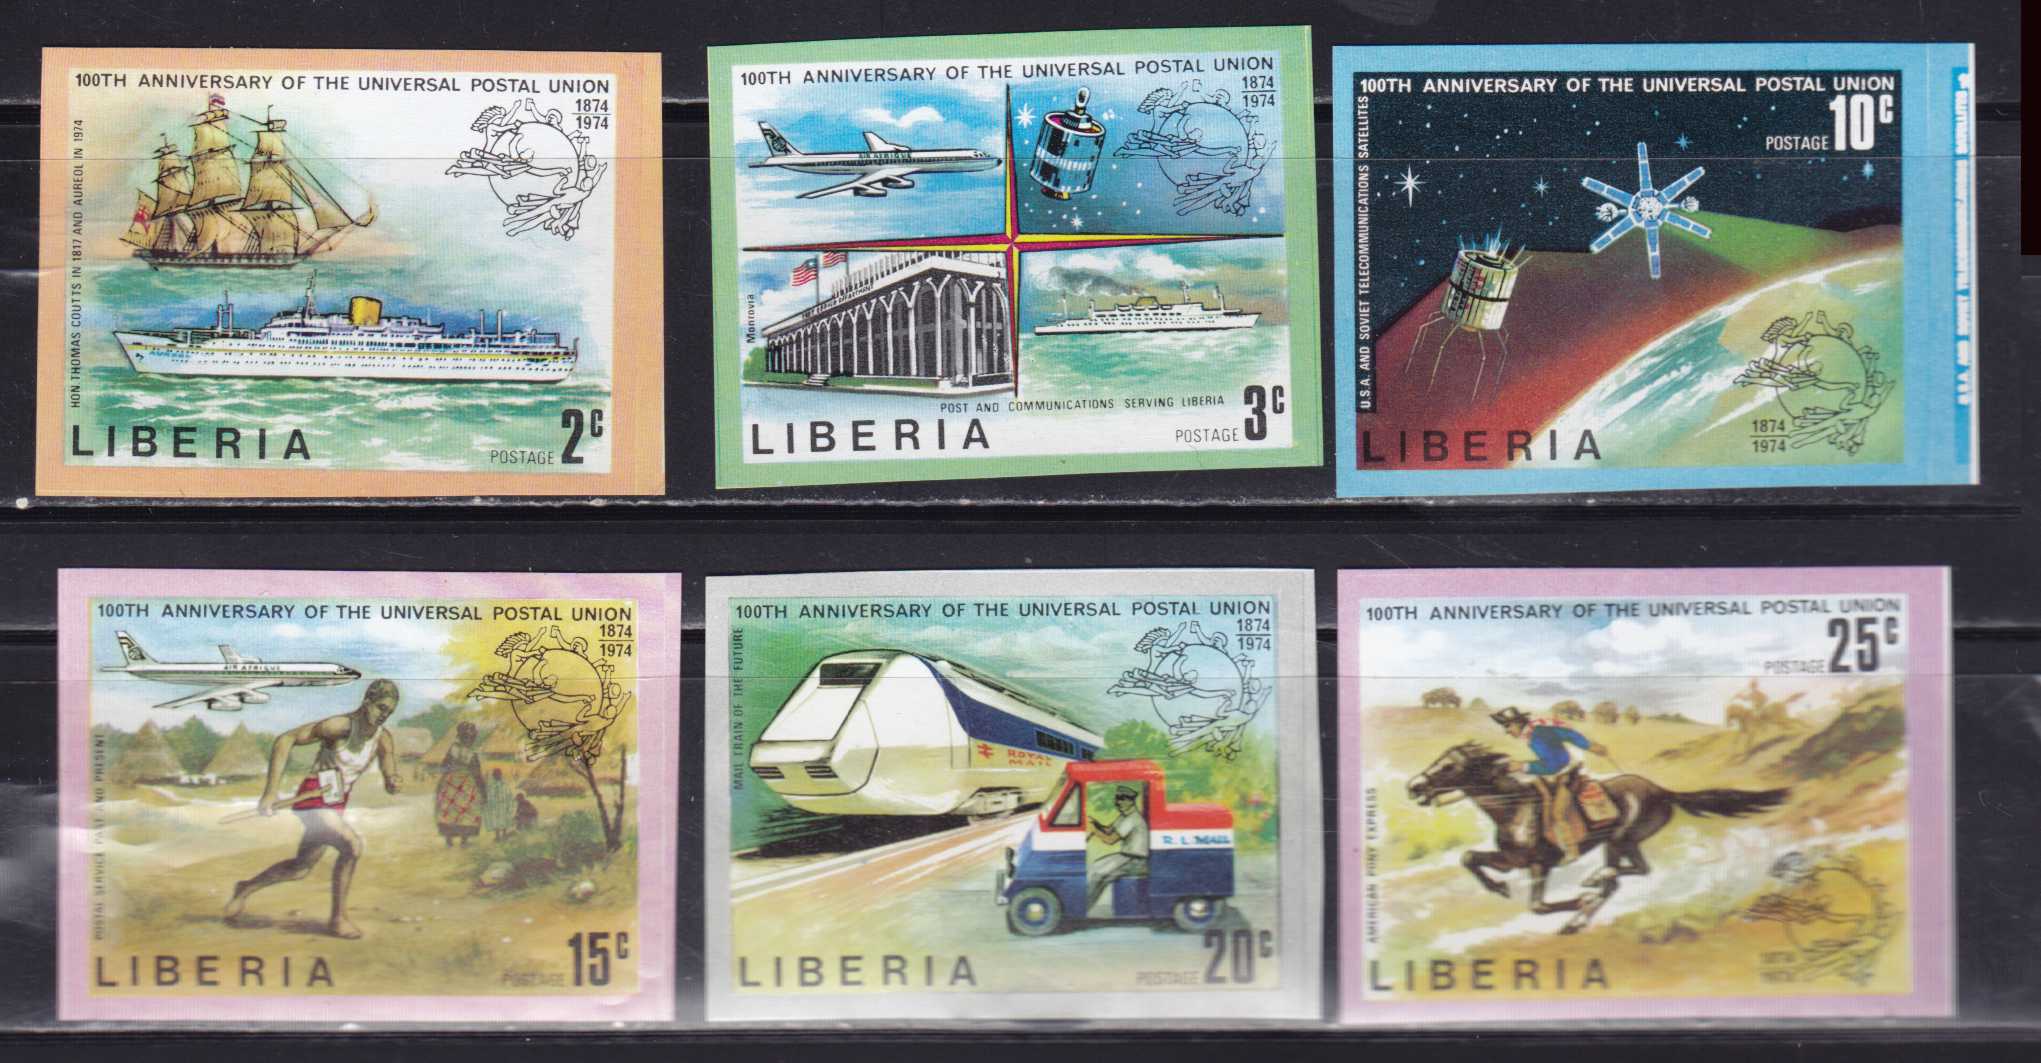 100TH ANNIVERSARY OF THE UNIVERSAL POSTAL UNION
1874
1974
HON. THOMAS COUTTS IN 1817 AND AUREOL IN 1974
LIBERIA
POSTAGE 2c
100TH ANNIVERSARY OF THE UNIVERSAL POSTAL UNION
1874
1974
AIR AFRIQUE
Monrovia
POST AND COMMUNICATIONS SERVING LIBERIA
LIBERIA
POSTAGE 3c
100TH ANNIVERSARY OF THE UNIVERSAL POSTAL UNION
POSTAGE 10c
U.S.A. AND SOVIET TELECOMMUNICATIONS SATELLITES
1874
1974
LIBERIA
100TH ANNIVERSARY OF THE UNIVERSAL POSTAL UNION
1874
1974
AIR AFRIQUE
POSTAL SERVICE PAST AND PRESENT
LIBERIA
POSTAGE 15c
100TH ANNIVERSARY OF THE UNIVERSAL POSTAL UNION
1874
1974
MAIL TRAIN OF THE FUTURE
ROYAL
MAIL
R.L. MAIL
LIBERIA
POSTAGE 20c
100TH ANNIVERSARY OF THE UNIVERSAL POSTAL UNION
POSTAGE 25c
AMERICAN PONY EXPRESS
1874
1974
LIBERIA